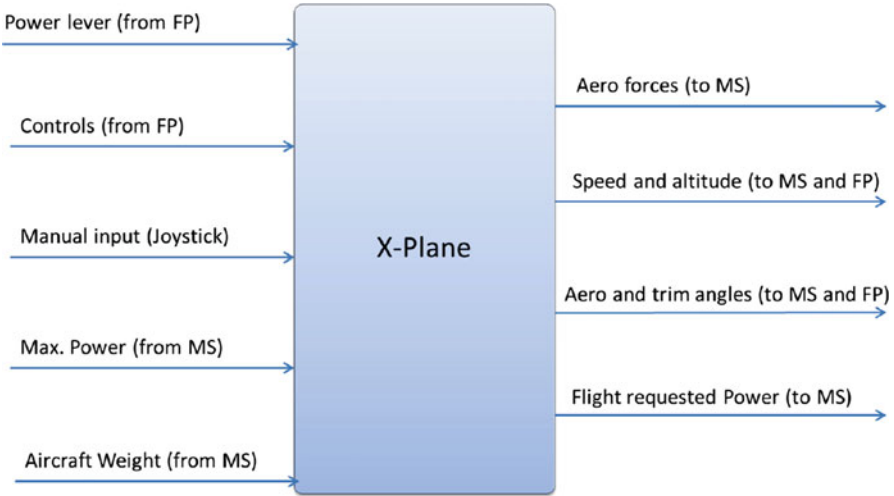 Power lever (from FP)
Controls (from FP)
Manual input (Joystick)
Max. Power (from MS)
Aircraft Weight (from MS)
X-Plane
Aero forces (to MS)
Speed and altitude (to MS and FP)
Aero and trim angles (to MS and FP)
Flight requested Power (to MS)